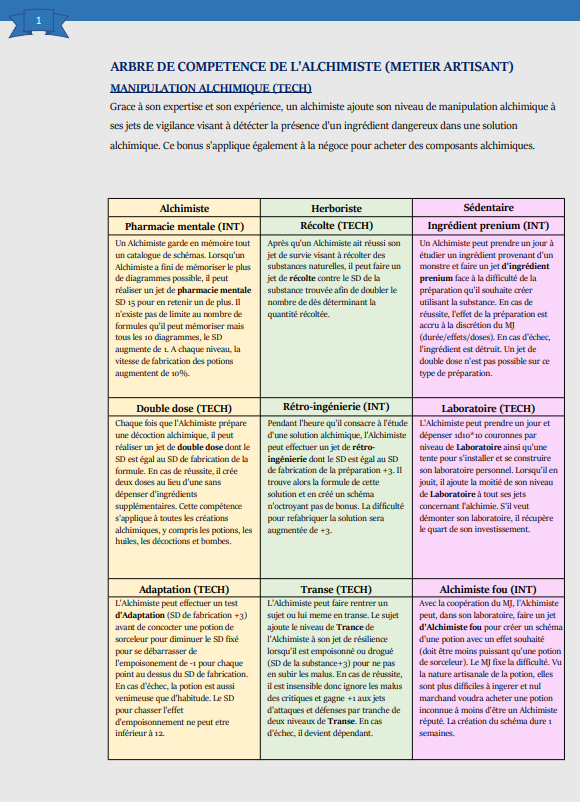 1
ARBRE DE COMPETENCE DE L'ALCHIMISTE (METIER ARTISANT)
MANIPULATION ALCHIMIQUE (TECH)
Grace à son expertise et son expérience, un alchimiste ajoute son niveau de manipulation alchimique à
ses jets de vigilance visant à détécter la présence d'un ingrédient dangereux dans une solution
alchimique. Ce bonus s'applique également à la négoce pour acheter des composants alchimiques.
Alchimiste
Herboriste
Sédentaire
Pharmacie mentale (INT)
Récolte (TECH)
Ingrédient prenium (INT)
Un Alchimiste garde en mémoire tout
un catalogue de schémas. Lorsqu'un
Alchimiste a fini de mémoriser le plus
de diagrammes possible, il peut
réaliser un jet de pharmacie mentale
SD 15 pour en retenir un de plus. Il
n'existe pas de limite au nombre de
formules qu'il peut mémoriser mais
tous les 10 diagrammes, le SD
augmente de 1. A chaque niveau, la
vitesse de fabrication des potions
augmentent de 10%.
Après qu'un Alchimiste ait réussi son
jet de survie visant à récolter des
substances naturelles, il peut faire un
jet de récolte contre le SD de la
substance trouvée afin de doubler le
nombre de dès déterminant la
quantité récoltée.
Un Alchimiste peut prendre un jour à
étudier un ingrédient provenant d'un
monstre et faire un jet d'ingrédient
prenium face à la difficulté de la
préparation qu'il souhaite créer
utilisant la substance. En cas de
réussite, l'effet de la préparation est
accru à la discrétion du MJ
(durée/effets/doses). En cas d'échec,
l'ingrédient est détruit. Un jet de
double dose n'est pas possible sur ce
type de préparation.
Double dose (TECH)
Rétro-ingénierie (INT)
Laboratoire (TECH)
Chaque fois que l'Alchimiste prépare
une décoction alchimique, il peut
réaliser un jet de double dose dont le
SD est égal au SD de fabrication de la
formule. En cas de réussite, il crée
deux doses au lieu d'une sans
dépenser d'ingrédients
supplémentaires. Cette compétence
s'applique à toutes les créations
alchimiques, y compris les potions, les
huiles, les décoctions et bombes.
Pendant l'heure qu'il consacre à l'étude
d'une solution alchimique, l'Alchimiste
peut effectuer un jet de rétro-
ingénierie dont le SD est égal au SD
de fabrication de la préparation +3. Il
trouve alors la formule de cette
solution et en créé un schéma
n'octroyant pas de bonus. La difficulté
pour refabriquer la solution sera
augmentée de +3.
L'Alchimiste peut prendre un jour et
dépenser 1d10*10 couronnes par
niveau de Laboratoire ainsi qu'une
tente pour s'installer et se construire
son laboratoire personnel. Lorsqu'il en
jouit, il ajoute la moitié de son niveau
de Laboratoire à tout ses jets
concernant l'alchimie. S'il veut
démonter son laboratoire, il récupère
le quart de son investissement.
Adaptation (TECH)
Transe (TECH)
Alchimiste fou (INT)
L'Alchimiste peut effectuer un test
d'Adaptation (SD de fabrication +3)
avant de concoter une potion de
sorceleur pour diminuer le SD fixé
pour se débarrasser de
l'empoisonement de -1 pour chaque
point au dessus du SD de fabrication.
En cas d'échec, la potion est aussi
venimeuse que d'habitude. Le SD
pour chasser l'effet
d'empoisonnement ne peut etre
inférieur à 12.
L'Alchimiste peut faire rentrer un
sujet ou lui meme en transe. Le sujet
ajoute le niveau de Trance de
l'Alchimiste à son jet de résilience
lorsqu'il est empoisonné ou drogué
(SD de la substance+3) pour ne pas
en subir les malus. En cas de réussite,
il est insensible donc ignore les malus
des critiques et gagne +1 aux jets
d'attaques et défenses par tranche de
deux niveaux de Transe. En cas
d'échec, il devient dépendant.
Avec la coopération du MJ, l'Alchimiste
peut, dans son laboratoire, faire un jet
d'Alchimiste fou pour créer un schéma
d'une potion avec un effet souhaité
(doit être moins puissant qu'une potion
de sorceleur). Le MJ fixe la difficulté. Vu
la nature artisanale de la potion, elles
sont plus difficiles à ingerer et nul
marchand voudra acheter une potion
inconnue à moins d'être un Alchimiste
réputé. La création du schéma dure 1
semaines.